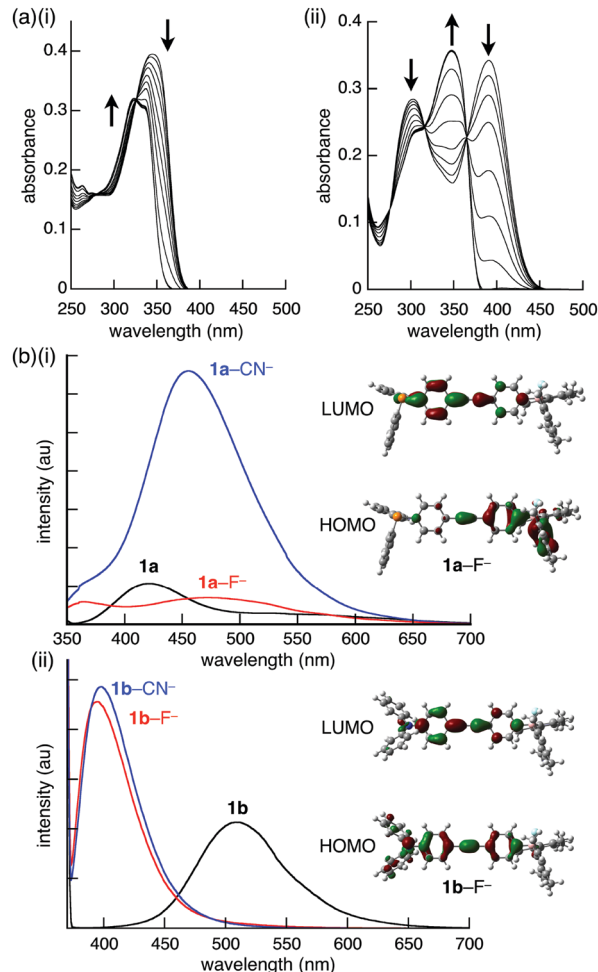 (a)(i)
(ii)
0.4
0.3
0.2
0.1
0
absorbance
250 300 350 400 450 500
wavelength (nm)
0.4
0.3
0.2
0.1
0
absorbance
250 300 350 400 450 500
wavelength (nm)
(b)(i)
1a–CN⁻
1a
1a–F⁻
intensity (au)
350 400 450 500 550 600 700
wavelength (nm)
LUMO
HOMO
1a–F⁻
(ii)
1b–CN⁻
1b–F⁻
1b
intensity (au)
400 450 500 550 600 650 700
wavelength (nm)
LUMO
HOMO
1b–F⁻